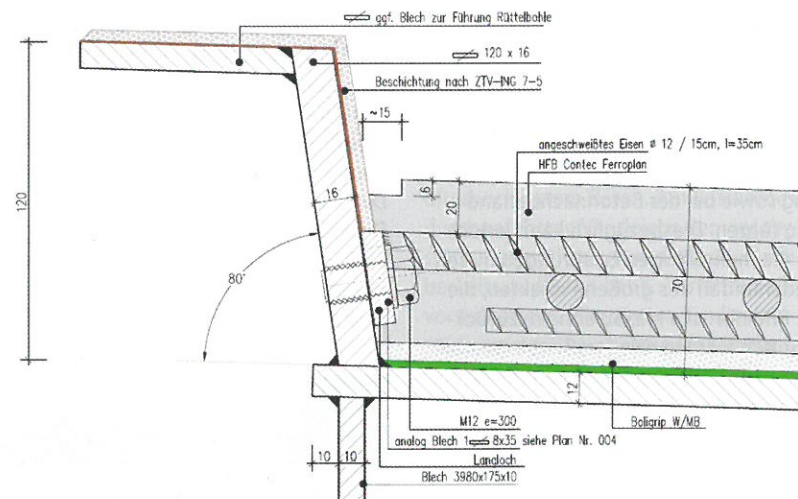 ggf. Blech zur Führung Rüttelbohle
120 x 16
Beschichtung nach ZTV-ING 7-5
~15
angeschweißtes Eisen ø 12 / 15cm, l=35cm
HFB Contec Ferroplan
120
16
6
20
80°
70
12
M12 e=300
Boligrip W/MB
analog Blech 1 8x35 siehe Plan Nr. 004
Langloch
10
10
Blech 3980x175x10